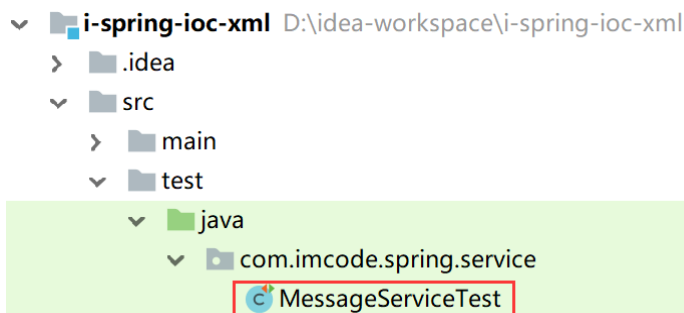 i-spring-ioc-xml D:\idea-workspace\i-spring-ioc-xml
.idea
src
main
test
java
com.imcode.spring.service
MessageServiceTest